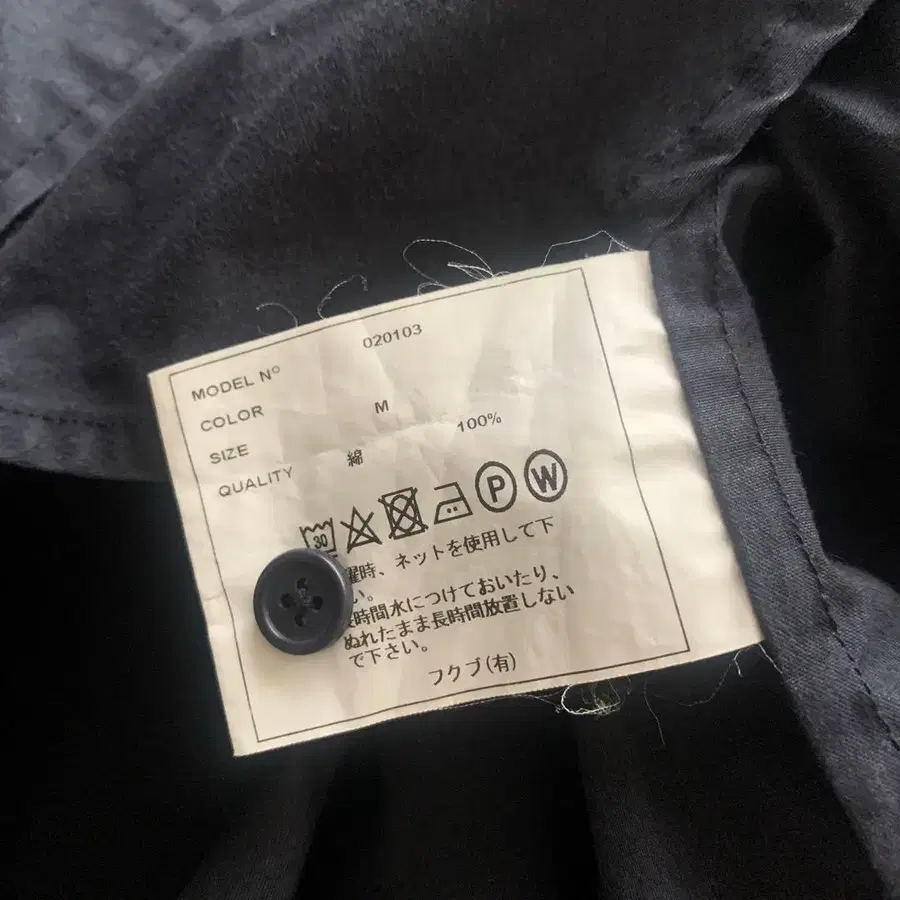 MODEL Nº 020103
COLOR
SIZE M
QUALITY 綿 100%
30 P W
濯時、ネットを使用して下
い。
時間水につけておいたり、
ぬれたまま長時間放置しない
で下さい。
フクブ(有)